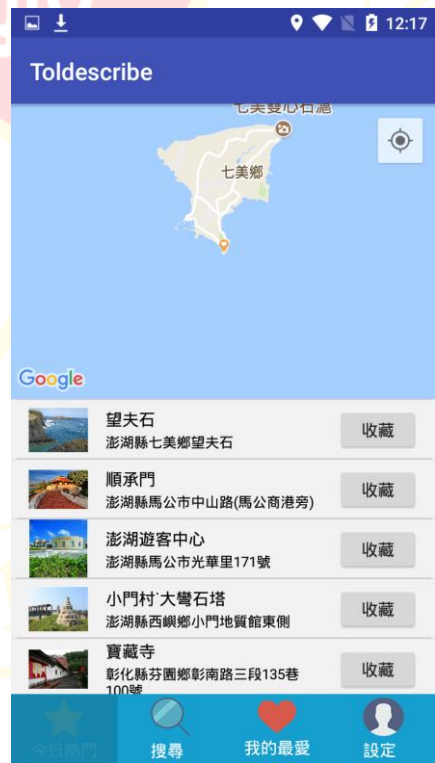 12:17
Toldescribe
七美雙心石滬
七美鄉
Google
望夫石
澎湖縣七美鄉望夫石
收藏
順承門
澎湖縣馬公市中山路(馬公商港旁)
收藏
澎湖遊客中心
澎湖縣馬公市光華里171號
收藏
小門村˙大彎石塔
澎湖縣西嶼鄉小門地質館東側
收藏
寶藏寺
彰化縣芬園鄉彰南路三段135巷
100號
收藏
今日熱門
搜尋
我的最愛
設定